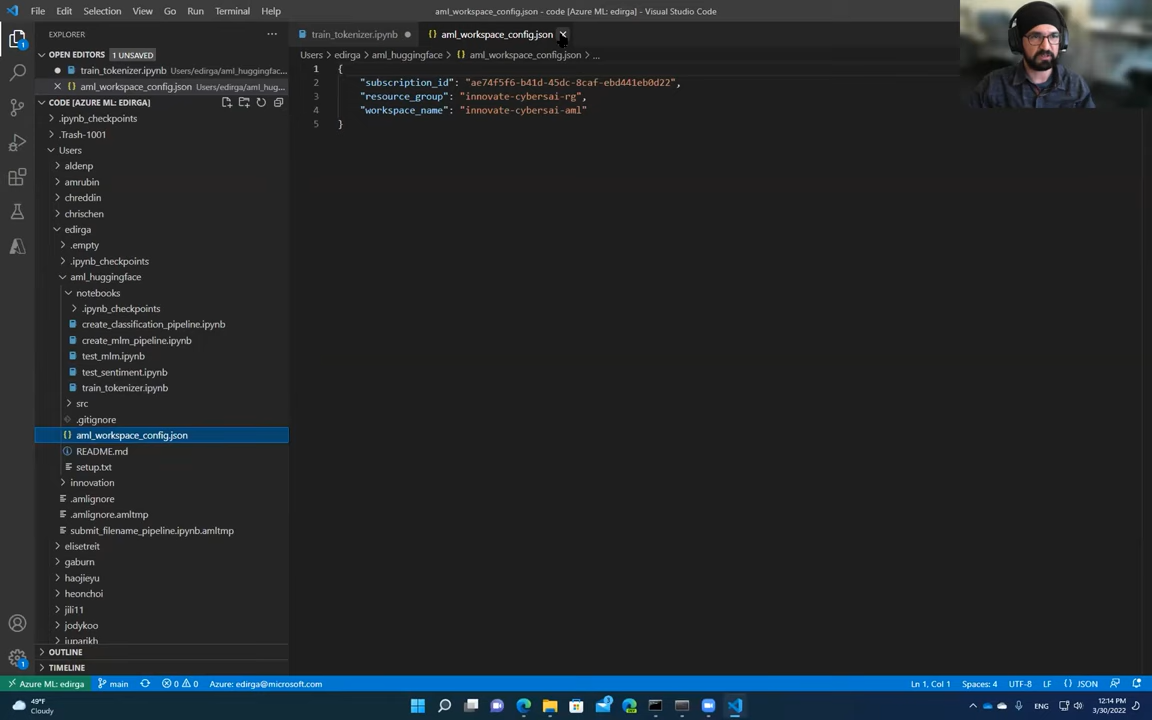 File Edit Selection View Go Run Terminal Help
aml_workspace_config.json - code [Azure ML: edirga] - Visual Studio Code
EXPLORER
OPEN EDITORS 1 UNSAVED
train_tokenizer.ipynb Users/edirga/aml_huggingfac...
aml_workspace_config.json Users/edirga/aml_hug...
CODE [AZURE ML: EDIRGA]
.ipynb_checkpoints
.Trash-1001
Users
aldenp
amrubin
chreddin
chrischen
edirga
.empty
.ipynb_checkpoints
aml_huggingface
notebooks
.ipynb_checkpoints
create_classification_pipeline.ipynb
create_mlm_pipeline.ipynb
test_mlm.ipynb
test_sentiment.ipynb
train_tokenizer.ipynb
src
.gitignore
aml_workspace_config.json
README.md
setup.txt
innovation
.amlignore
.amlignore.amltmp
submit_filename_pipeline.ipynb.amltmp
elisetreit
gaburn
haojieyu
heonchoi
jili11
jodykoo
juparikh
OUTLINE
TIMELINE
train_tokenizer.ipynb
aml_workspace_config.json
Users > edirga > aml_huggingface > {} aml_workspace_config.json > ...
1 {
2 "subscription_id": "ae74f5f6-b41d-45dc-8caf-ebd441eb0d22",
3 "resource_group": "innovate-cybersai-rg",
4 "workspace_name": "innovate-cybersai-aml"
5 }
Azure ML: edirga main 0 0 Azure: edirga@microsoft.com
Ln 1, Col 1 Spaces: 4 UTF-8 LF {} JSON
49°F
Cloudy
ENG
12:14 PM
3/30/2022